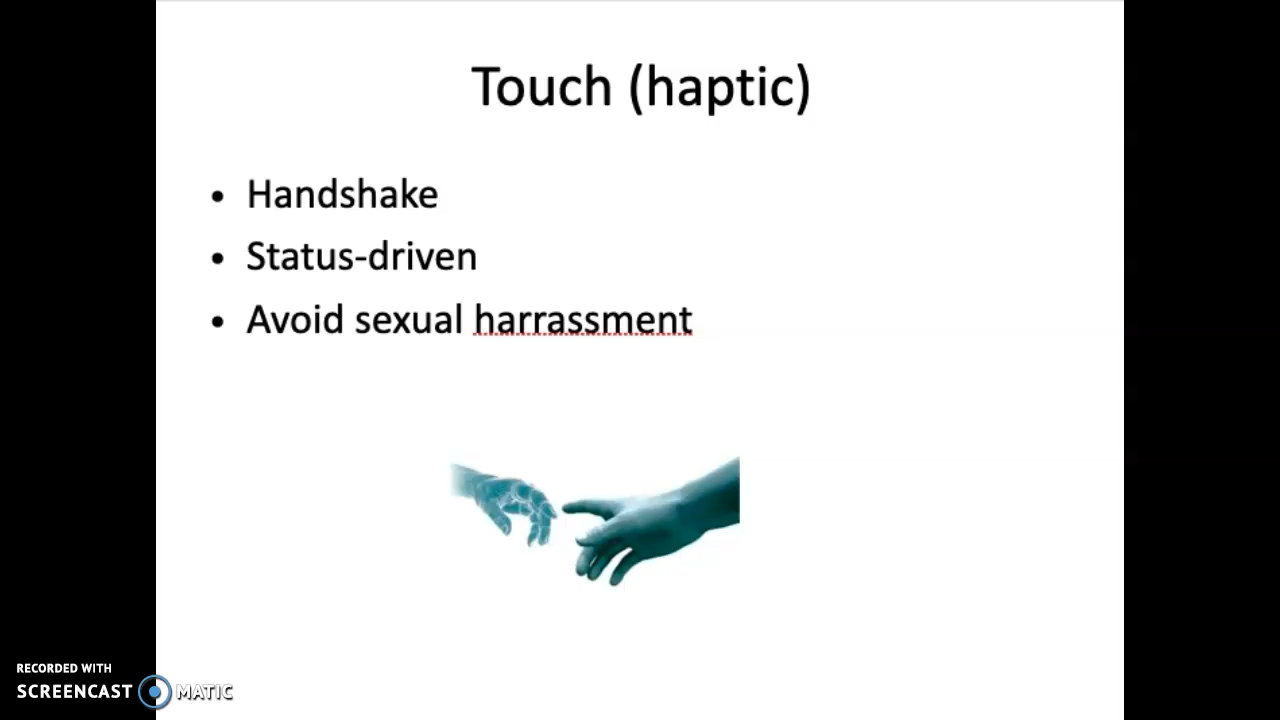 Touch (haptic)
• Handshake
• Status-driven
• Avoid sexual harrassment
RECORDED WITH
SCREENCAST MATIC